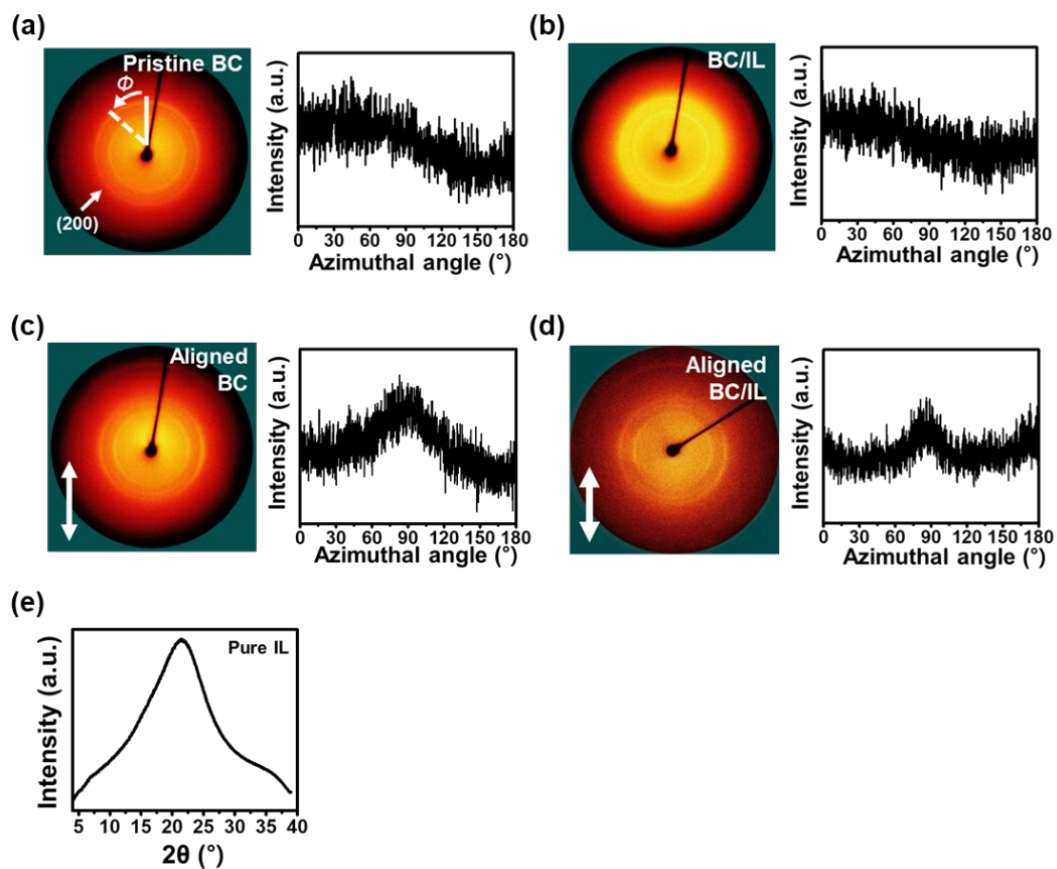 (a)
Pristine BC
Φ
(200)
Intensity (a.u.)
0 30 60 90 120 150 180
Azimuthal angle (°)
(b)
BC/IL
Intensity (a.u.)
0 30 60 90 120 150 180
Azimuthal angle (°)
(c)
Aligned
BC
Intensity (a.u.)
0 30 60 90 120 150 180
Azimuthal angle (°)
(d)
Aligned
BC/IL
Intensity (a.u.)
0 30 60 90 120 150 180
Azimuthal angle (°)
(e)
Pure IL
Intensity (a.u.)
5 10 15 20 25 30 35 40
2θ (°)